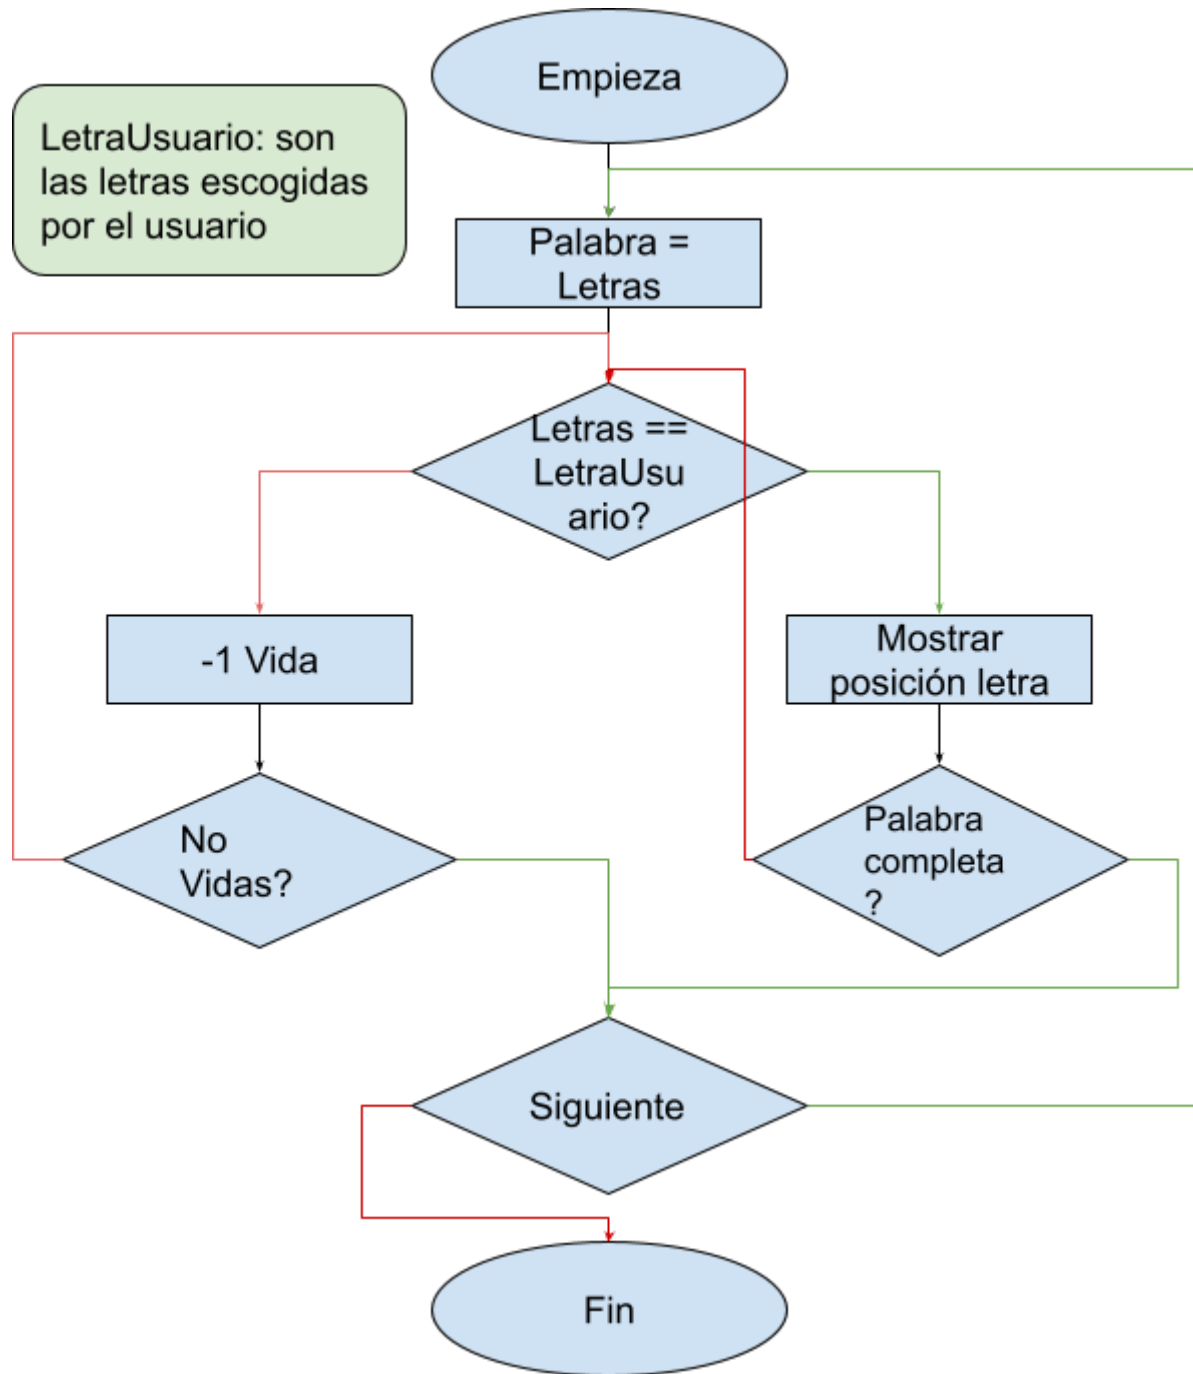 Empieza
LetraUsuario: son
las letras escogidas
por el usuario
Palabra =
Letras
Letras ==
LetraUsu
ario?
-1 Vida
Mostrar
posición letra
No
Vidas?
Palabra
completa
?
Siguiente
Fin